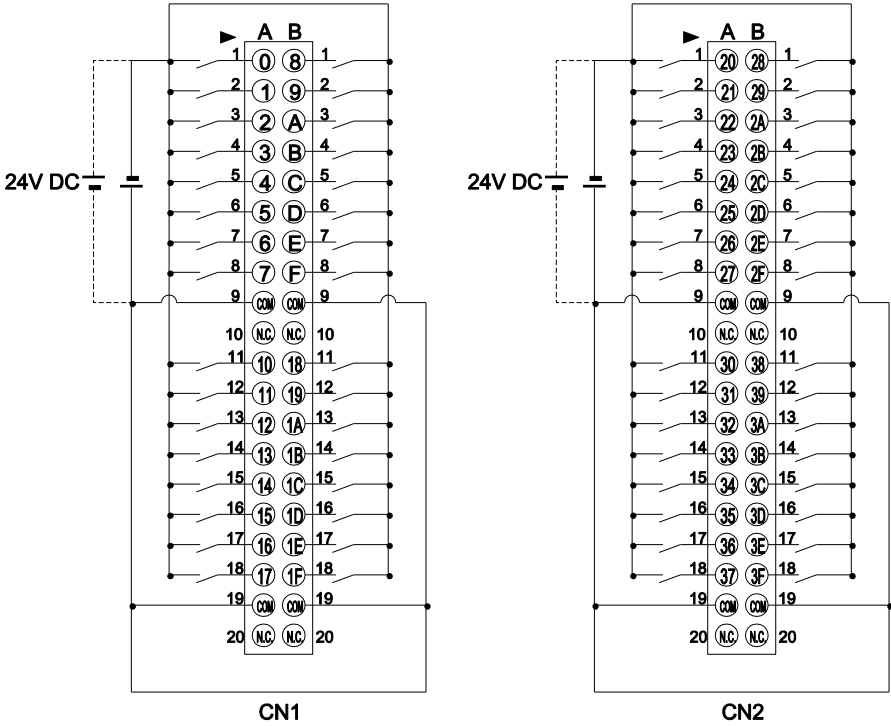 A B A B
1 0 8 1 1 20 28 1
2 1 9 2 2 21 29 2
3 2 A 3 3 22 2A 3
4 3 B 4 4 23 2B 4
24V DC 5 4 C 5 24V DC 5 24 2C 5
6 5 D 6 6 25 2D 6
7 6 E 7 7 26 2E 7
8 7 F 8 8 27 2F 8
9 COM COM 9 9 COM COM 9
10 N.C. N.C. 10 10 N.C. N.C. 10
11 10 18 11 11 30 38 11
12 11 19 12 12 31 39 12
13 12 1A 13 13 32 3A 13
14 13 1B 14 14 33 3B 14
15 14 1C 15 15 34 3C 15
16 15 1D 16 16 35 3D 16
17 16 1E 17 17 36 3E 17
18 17 1F 18 18 37 3F 18
19 COM COM 19 19 COM COM 19
20 N.C. N.C. 20 20 N.C. N.C. 20
CN1 CN2